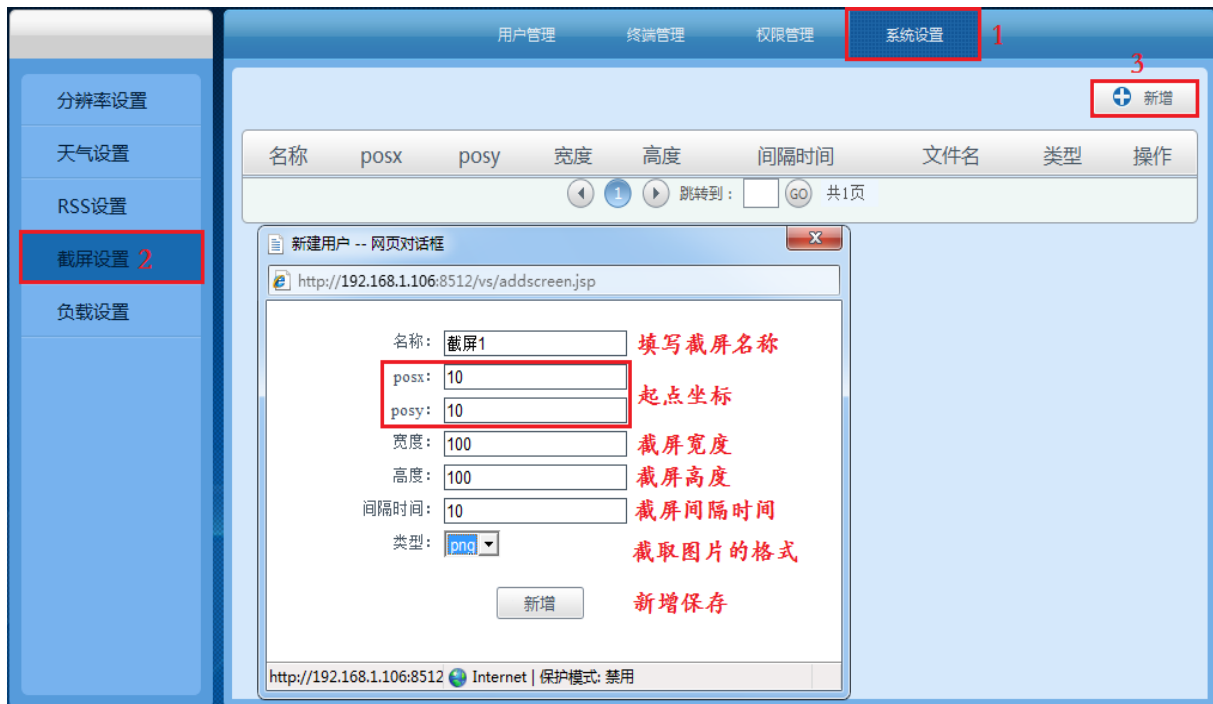 用户管理 终端管理 权限管理 系统设置 1
3
新增
分辨率设置
天气设置
RSS设置
截屏设置 2
负载设置
名称 posx posy 宽度 高度 间隔时间 文件名 类型 操作
1 跳转到： GO 共1页
新建用户 -- 网页对话框
http://192.168.1.106:8512/vs/addscreen.jsp
名称： 截屏1 填写截屏名称
posx： 10
起点坐标
posy： 10
宽度： 100 截屏宽度
高度： 100 截屏高度
间隔时间： 10 截屏间隔时间
类型： png 截取图片的格式
新增 新增保存
http://192.168.1.106:8512 Internet | 保护模式: 禁用